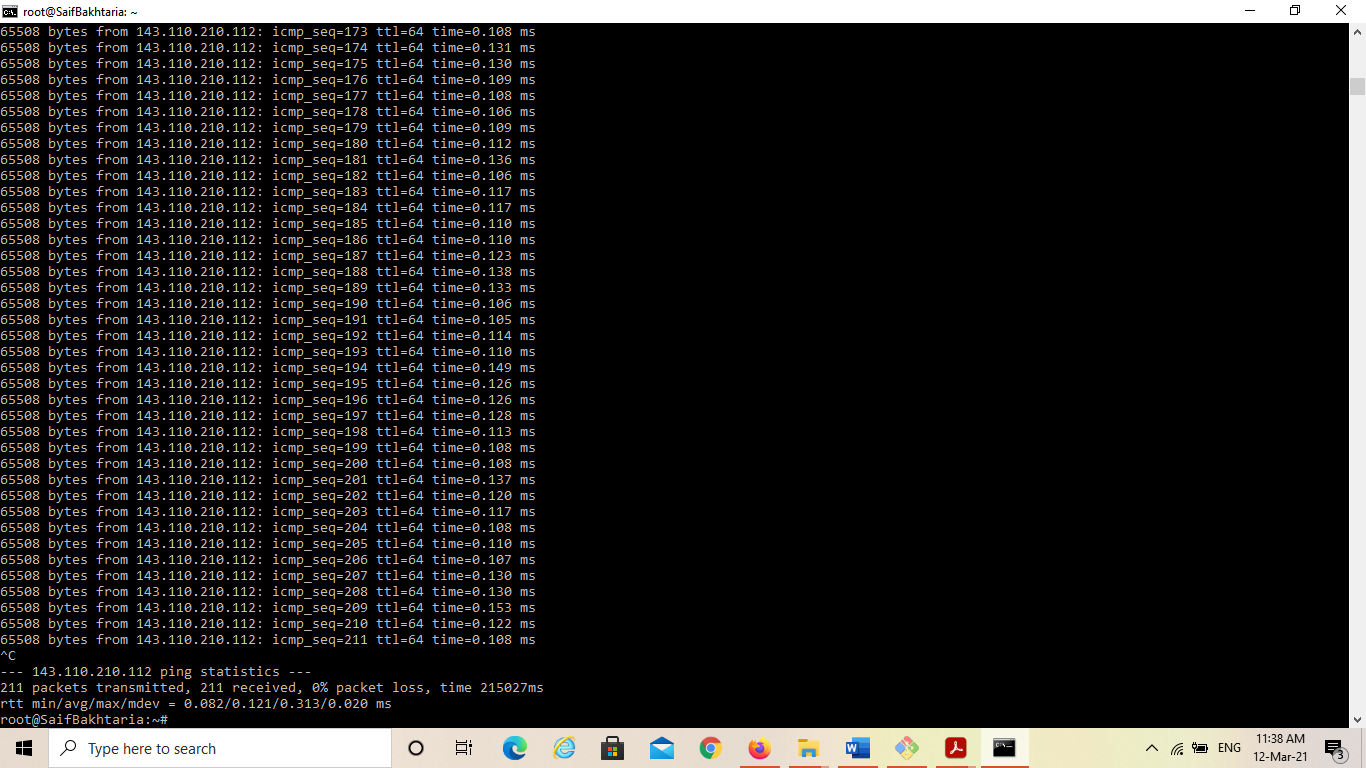 root@SaifBakhtaria: ~
65508 bytes from 143.110.210.112: icmp_seq=173 ttl=64 time=0.108 ms
65508 bytes from 143.110.210.112: icmp_seq=174 ttl=64 time=0.131 ms
65508 bytes from 143.110.210.112: icmp_seq=175 ttl=64 time=0.130 ms
65508 bytes from 143.110.210.112: icmp_seq=176 ttl=64 time=0.109 ms
65508 bytes from 143.110.210.112: icmp_seq=177 ttl=64 time=0.108 ms
65508 bytes from 143.110.210.112: icmp_seq=178 ttl=64 time=0.106 ms
65508 bytes from 143.110.210.112: icmp_seq=179 ttl=64 time=0.109 ms
65508 bytes from 143.110.210.112: icmp_seq=180 ttl=64 time=0.112 ms
65508 bytes from 143.110.210.112: icmp_seq=181 ttl=64 time=0.136 ms
65508 bytes from 143.110.210.112: icmp_seq=182 ttl=64 time=0.106 ms
65508 bytes from 143.110.210.112: icmp_seq=183 ttl=64 time=0.117 ms
65508 bytes from 143.110.210.112: icmp_seq=184 ttl=64 time=0.117 ms
65508 bytes from 143.110.210.112: icmp_seq=185 ttl=64 time=0.110 ms
65508 bytes from 143.110.210.112: icmp_seq=186 ttl=64 time=0.110 ms
65508 bytes from 143.110.210.112: icmp_seq=187 ttl=64 time=0.123 ms
65508 bytes from 143.110.210.112: icmp_seq=188 ttl=64 time=0.138 ms
65508 bytes from 143.110.210.112: icmp_seq=189 ttl=64 time=0.133 ms
65508 bytes from 143.110.210.112: icmp_seq=190 ttl=64 time=0.106 ms
65508 bytes from 143.110.210.112: icmp_seq=191 ttl=64 time=0.105 ms
65508 bytes from 143.110.210.112: icmp_seq=192 ttl=64 time=0.114 ms
65508 bytes from 143.110.210.112: icmp_seq=193 ttl=64 time=0.110 ms
65508 bytes from 143.110.210.112: icmp_seq=194 ttl=64 time=0.149 ms
65508 bytes from 143.110.210.112: icmp_seq=195 ttl=64 time=0.126 ms
65508 bytes from 143.110.210.112: icmp_seq=196 ttl=64 time=0.126 ms
65508 bytes from 143.110.210.112: icmp_seq=197 ttl=64 time=0.128 ms
65508 bytes from 143.110.210.112: icmp_seq=198 ttl=64 time=0.113 ms
65508 bytes from 143.110.210.112: icmp_seq=199 ttl=64 time=0.108 ms
65508 bytes from 143.110.210.112: icmp_seq=200 ttl=64 time=0.108 ms
65508 bytes from 143.110.210.112: icmp_seq=201 ttl=64 time=0.137 ms
65508 bytes from 143.110.210.112: icmp_seq=202 ttl=64 time=0.120 ms
65508 bytes from 143.110.210.112: icmp_seq=203 ttl=64 time=0.117 ms
65508 bytes from 143.110.210.112: icmp_seq=204 ttl=64 time=0.108 ms
65508 bytes from 143.110.210.112: icmp_seq=205 ttl=64 time=0.110 ms
65508 bytes from 143.110.210.112: icmp_seq=206 ttl=64 time=0.107 ms
65508 bytes from 143.110.210.112: icmp_seq=207 ttl=64 time=0.130 ms
65508 bytes from 143.110.210.112: icmp_seq=208 ttl=64 time=0.130 ms
65508 bytes from 143.110.210.112: icmp_seq=209 ttl=64 time=0.153 ms
65508 bytes from 143.110.210.112: icmp_seq=210 ttl=64 time=0.122 ms
65508 bytes from 143.110.210.112: icmp_seq=211 ttl=64 time=0.108 ms
^C
--- 143.110.210.112 ping statistics ---
211 packets transmitted, 211 received, 0% packet loss, time 215027ms
rtt min/avg/max/mdev = 0.082/0.121/0.313/0.020 ms
root@SaifBakhtaria:~#
Type here to search
ENG
11:38 AM
12-Mar-21
3